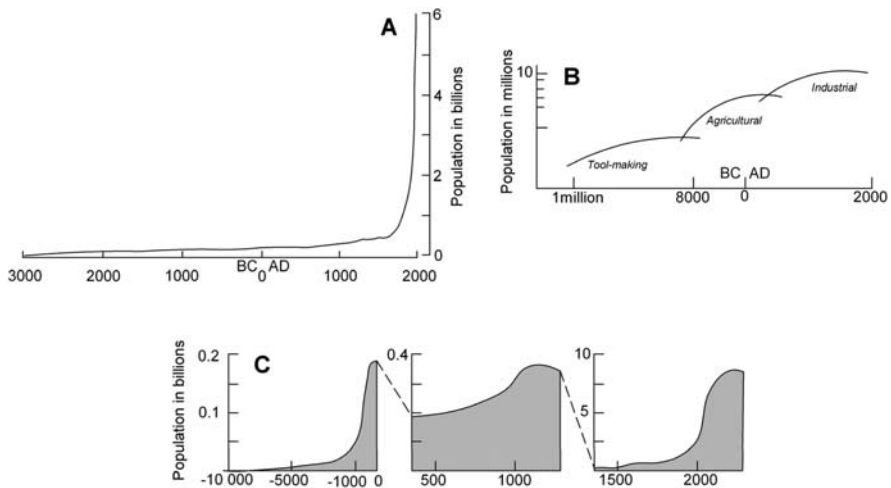 A
Population in billions
6
4
2
0
3000 2000 1000 BC 0 AD 1000 2000
B
Population in millions
10
Tool-making
Agricultural
Industrial
BC AD
1million 8000 0 2000
C
Population in billions
0.2
0.1
-10 000 -5000 -1000 0
0.4
500 1000
10
5
1500 2000